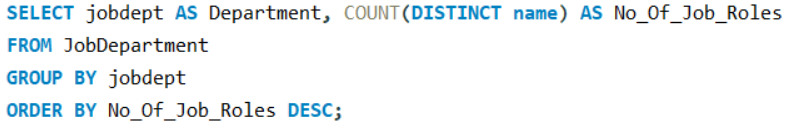 SELECT jobdept AS Department, COUNT(DISTINCT name) AS No_Of_Job_Roles
FROM JobDepartment
GROUP BY jobdept
ORDER BY No_Of_Job_Roles DESC;